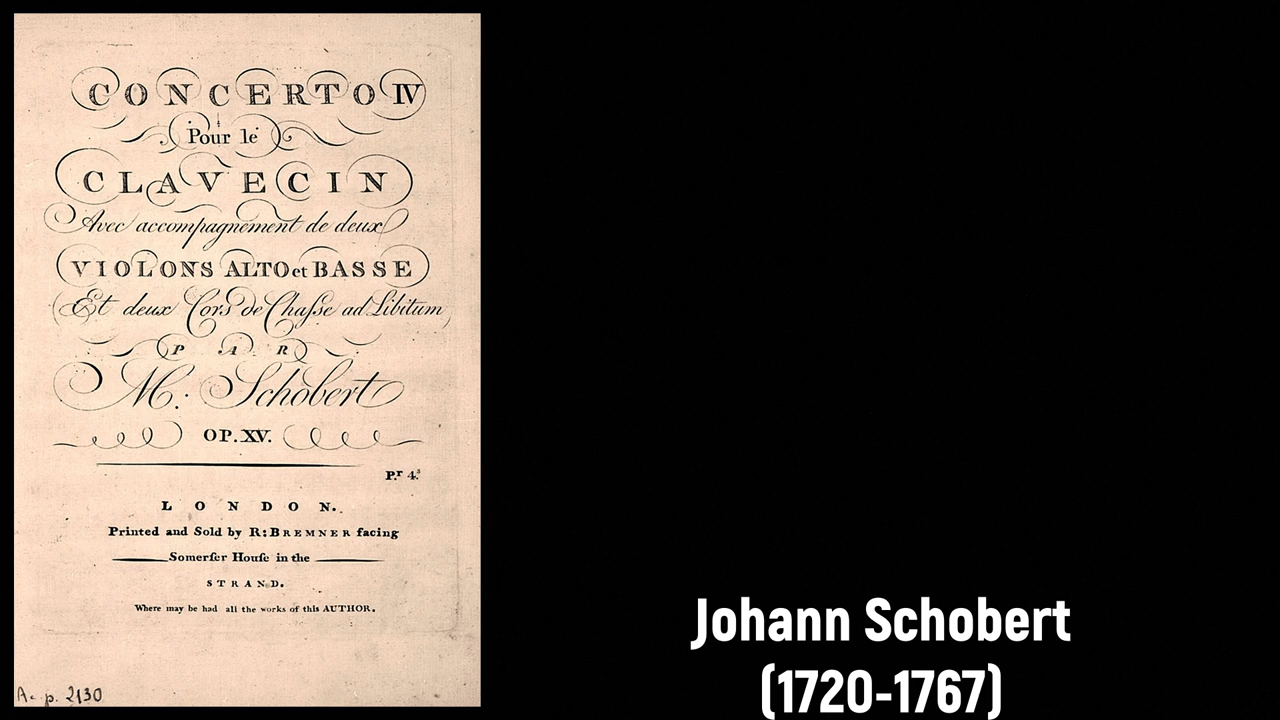 CONCERTO IV
Pour le
CLAVECIN
Avec accompagnement de deux
VIOLONS ALTO et BASSE
Et deux Cors de Chaſse ad Libitum
PAR
M. Schobert
OP. XV.
Pr. 4s
LONDON.
Printed and Sold by R: BREMNER facing
Somerſet Houſe in the
STRAND.
Where may be had all the works of this AUTHOR.
A. p. 2130
Johann Schobert
(1720-1767)